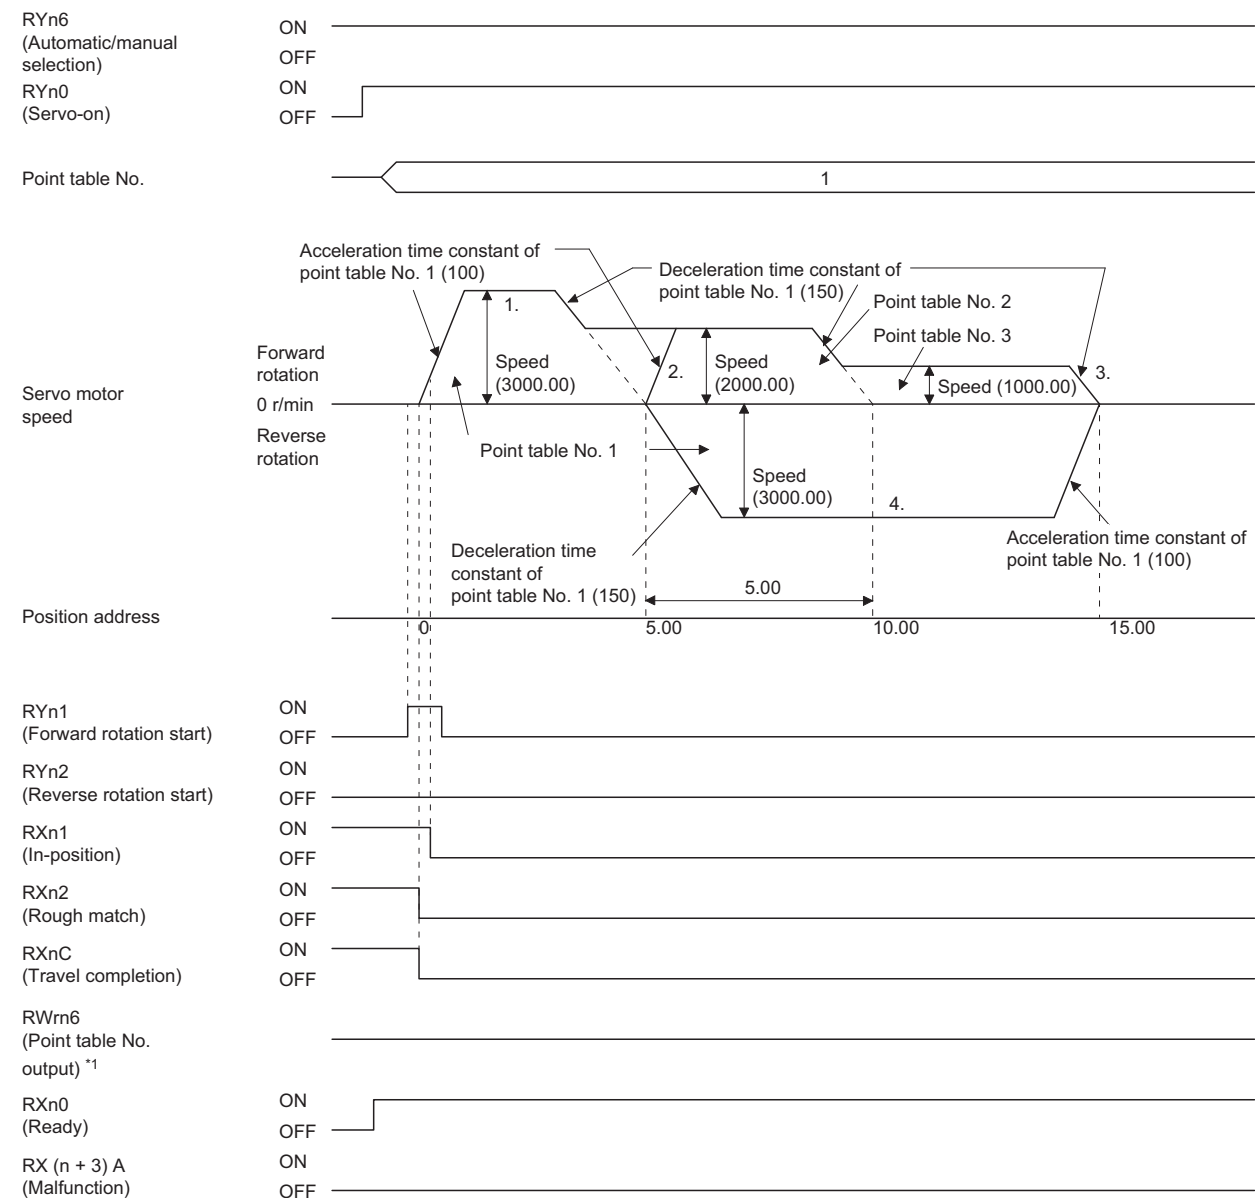 RYn6
(Automatic/manual
selection)
ON
OFF
RYn0
(Servo-on)
ON
OFF
Point table No.
1
Acceleration time constant of
point table No. 1 (100)
Deceleration time constant of
point table No. 1 (150)
Point table No. 2
Point table No. 3
1.
2.
3.
Speed
(3000.00)
Speed
(2000.00)
Speed (1000.00)
Servo motor
speed
Forward
rotation
0 r/min
Reverse
rotation
Point table No. 1
Speed
(3000.00)
4.
Deceleration time
constant of
point table No. 1 (150)
Acceleration time constant of
point table No. 1 (100)
5.00
Position address
0
5.00
10.00
15.00
RYn1
(Forward rotation start)
ON
OFF
RYn2
(Reverse rotation start)
ON
OFF
RXn1
(In-position)
ON
OFF
RXn2
(Rough match)
ON
OFF
RXnC
(Travel completion)
ON
OFF
RWrn6
(Point table No.
output) *1
RXn0
(Ready)
ON
OFF
RX (n + 3) A
(Malfunction)
ON
OFF